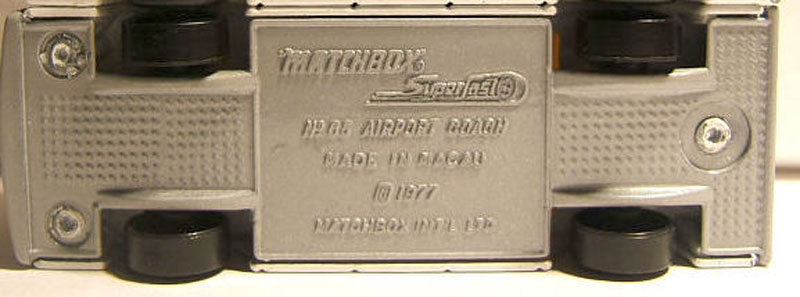 "MATCHBOX"
Superfast
Nº 65 AIRPORT COACH
MADE IN MACAU
© 1977
MATCHBOX INT'L LTD